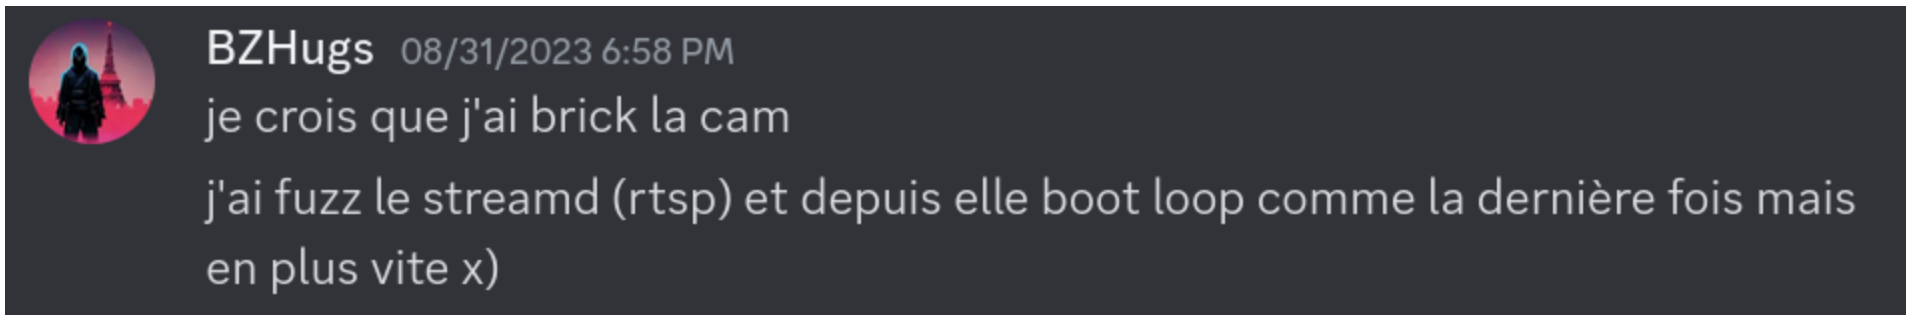 BZHugs 08/31/2023 6:58 PM
je crois que j'ai brick la cam
j'ai fuzz le streamd (rtsp) et depuis elle boot loop comme la dernière fois mais
en plus vite x)